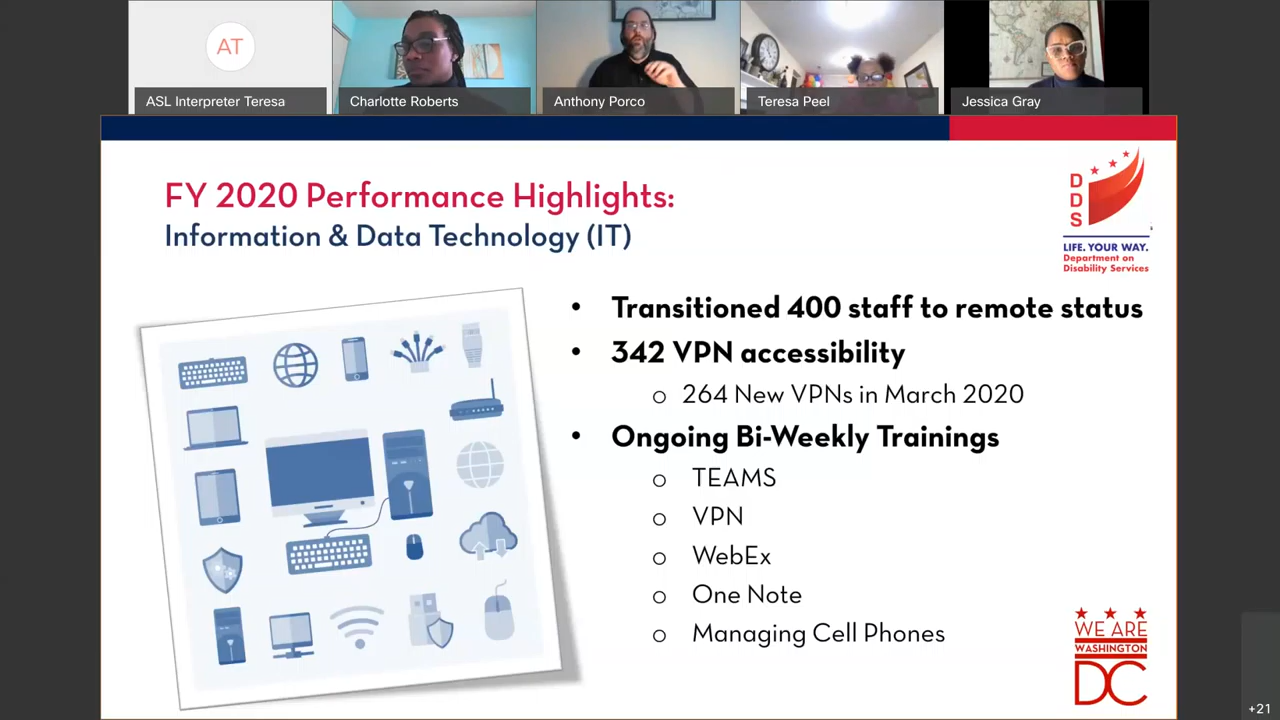 AT
ASL Interpreter Teresa
Charlotte Roberts
Anthony Porco
Teresa Peel
Jessica Gray
FY 2020 Performance Highlights:
Information & Data Technology (IT)
DDS
LIFE. YOUR WAY.
Department on
Disability Services
• Transitioned 400 staff to remote status
• 342 VPN accessibility
o 264 New VPNs in March 2020
• Ongoing Bi-Weekly Trainings
o TEAMS
o VPN
o WebEx
o One Note
o Managing Cell Phones
WE ARE
WASHINGTON
DC
+21